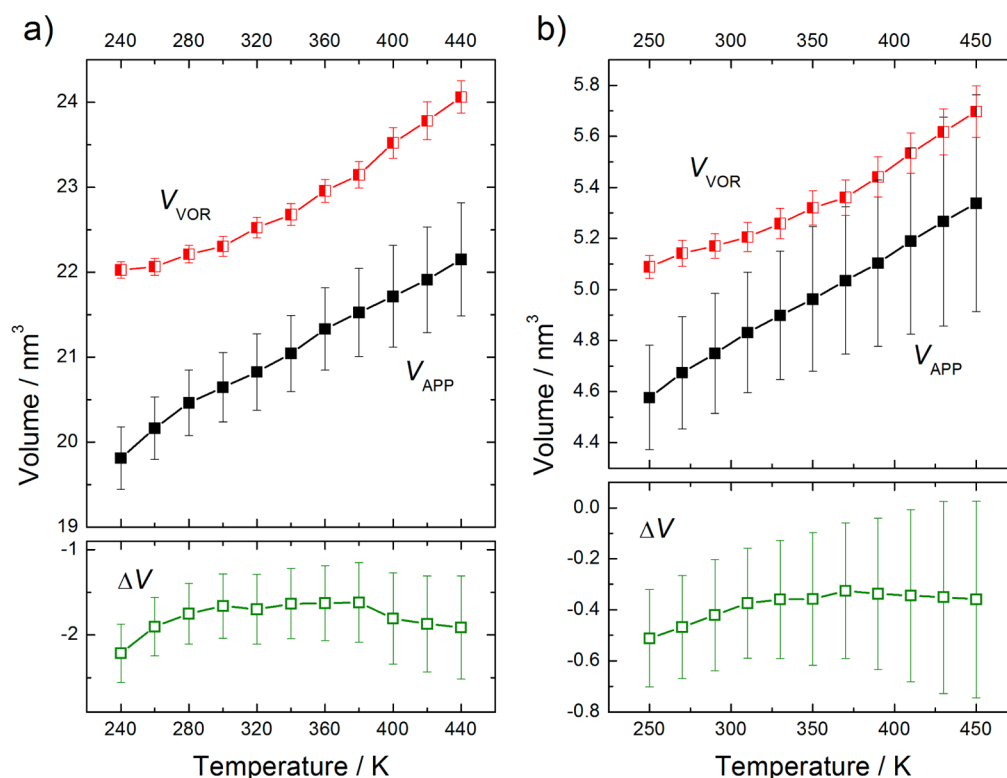 a)
240 280 320 360 400 440
24
23
22
21
20
19
Volume / nm³
V_VOR
V_APP
-1
-2
ΔV
240 280 320 360 400 440
Temperature / K
b)
250 300 350 400 450
5.8
5.6
5.4
5.2
5.0
4.8
4.6
4.4
Volume / nm³
V_VOR
V_APP
0.0
-0.2
-0.4
-0.6
-0.8
ΔV
250 300 350 400 450
Temperature / K